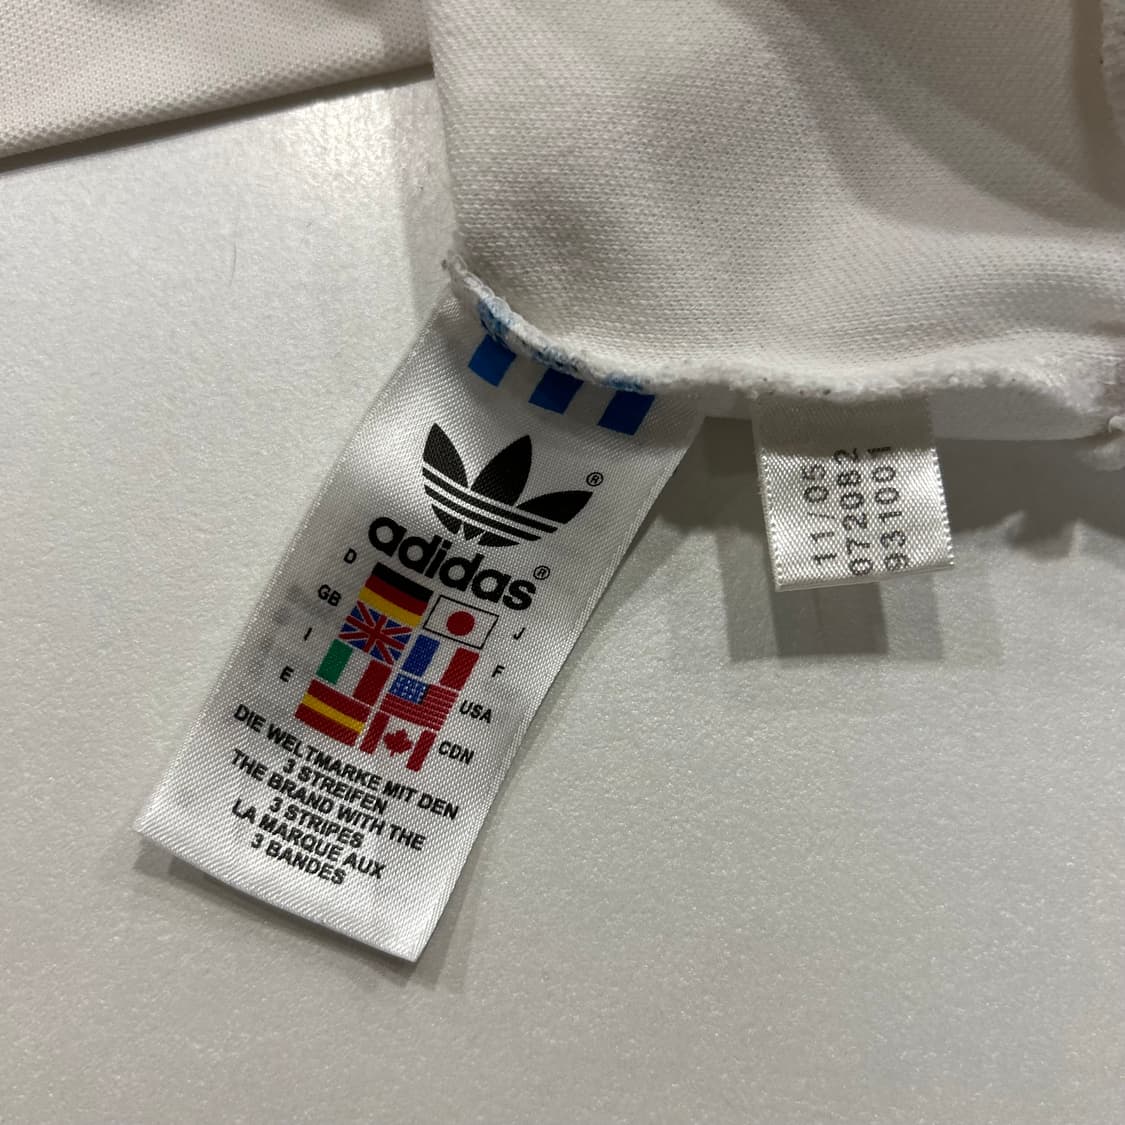 ®
adidas®
D
J
GB
F
I
USA
E
CDN
DIE WELTMARKE MIT DEN
3 STREIFEN
THE BRAND WITH THE
3 STRIPES
LA MARQUE AUX
3 BANDES
11/05
072082
931001